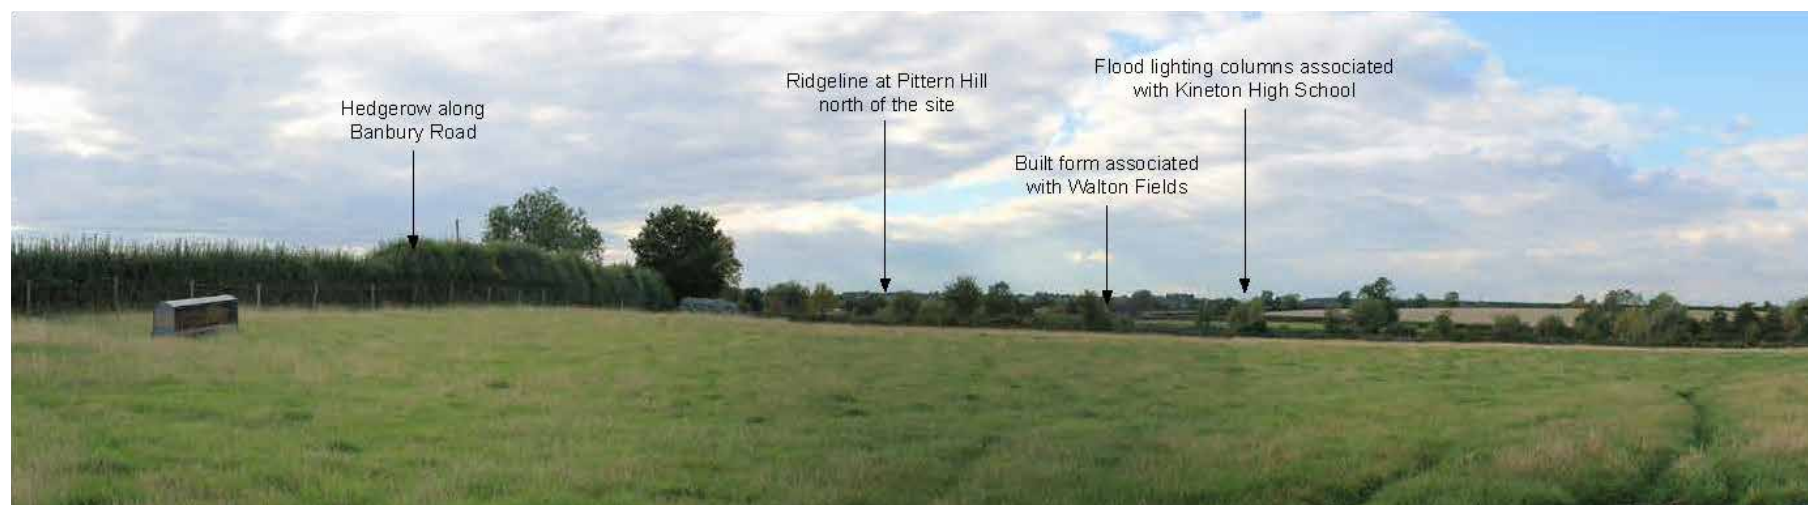 Hedgerow along
Banbury Road
Ridgeline at Pittern Hill
north of the site
Built form associated
with Walton Fields
Flood lighting columns associated
with Kineton High School